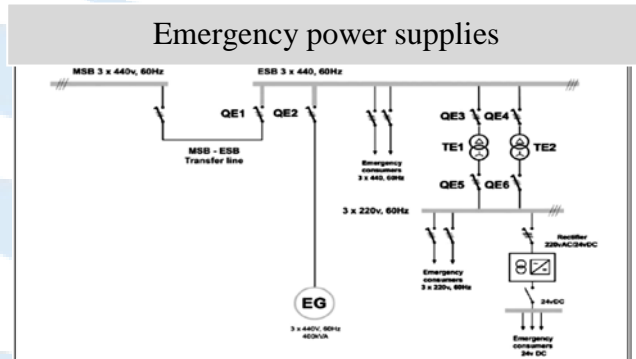 Emergency power supplies
MSB 3 x 440v, 60Hz
ESB 3 x 440, 60Hz
QE1
QE2
QE3
QE4
MSB - ESB
Transfer line
TE1
TE2
Emergency
consumers
3 x 440, 60Hz
QE5
QE6
3 x 220v, 60Hz
Rectifier
220vAC/24vDC
Emergency
consumers
3 x 220v, 60Hz
EG
24vDC
3 x 440V, 60Hz
460kVA
Emergency
consumers
24v DC